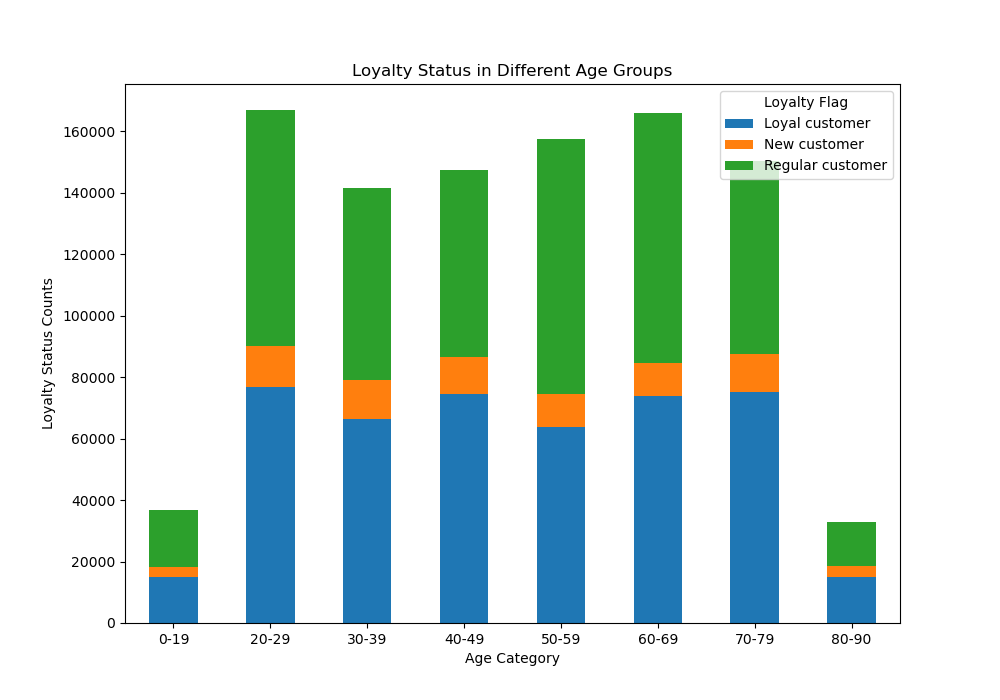 Loyalty Status in Different Age Groups
Loyalty Flag
Loyal customer
New customer
Regular customer
Loyalty Status Counts
160000
140000
120000
100000
80000
60000
40000
20000
0
0-19 20-29 30-39 40-49 50-59 60-69 70-79 80-90
Age Category